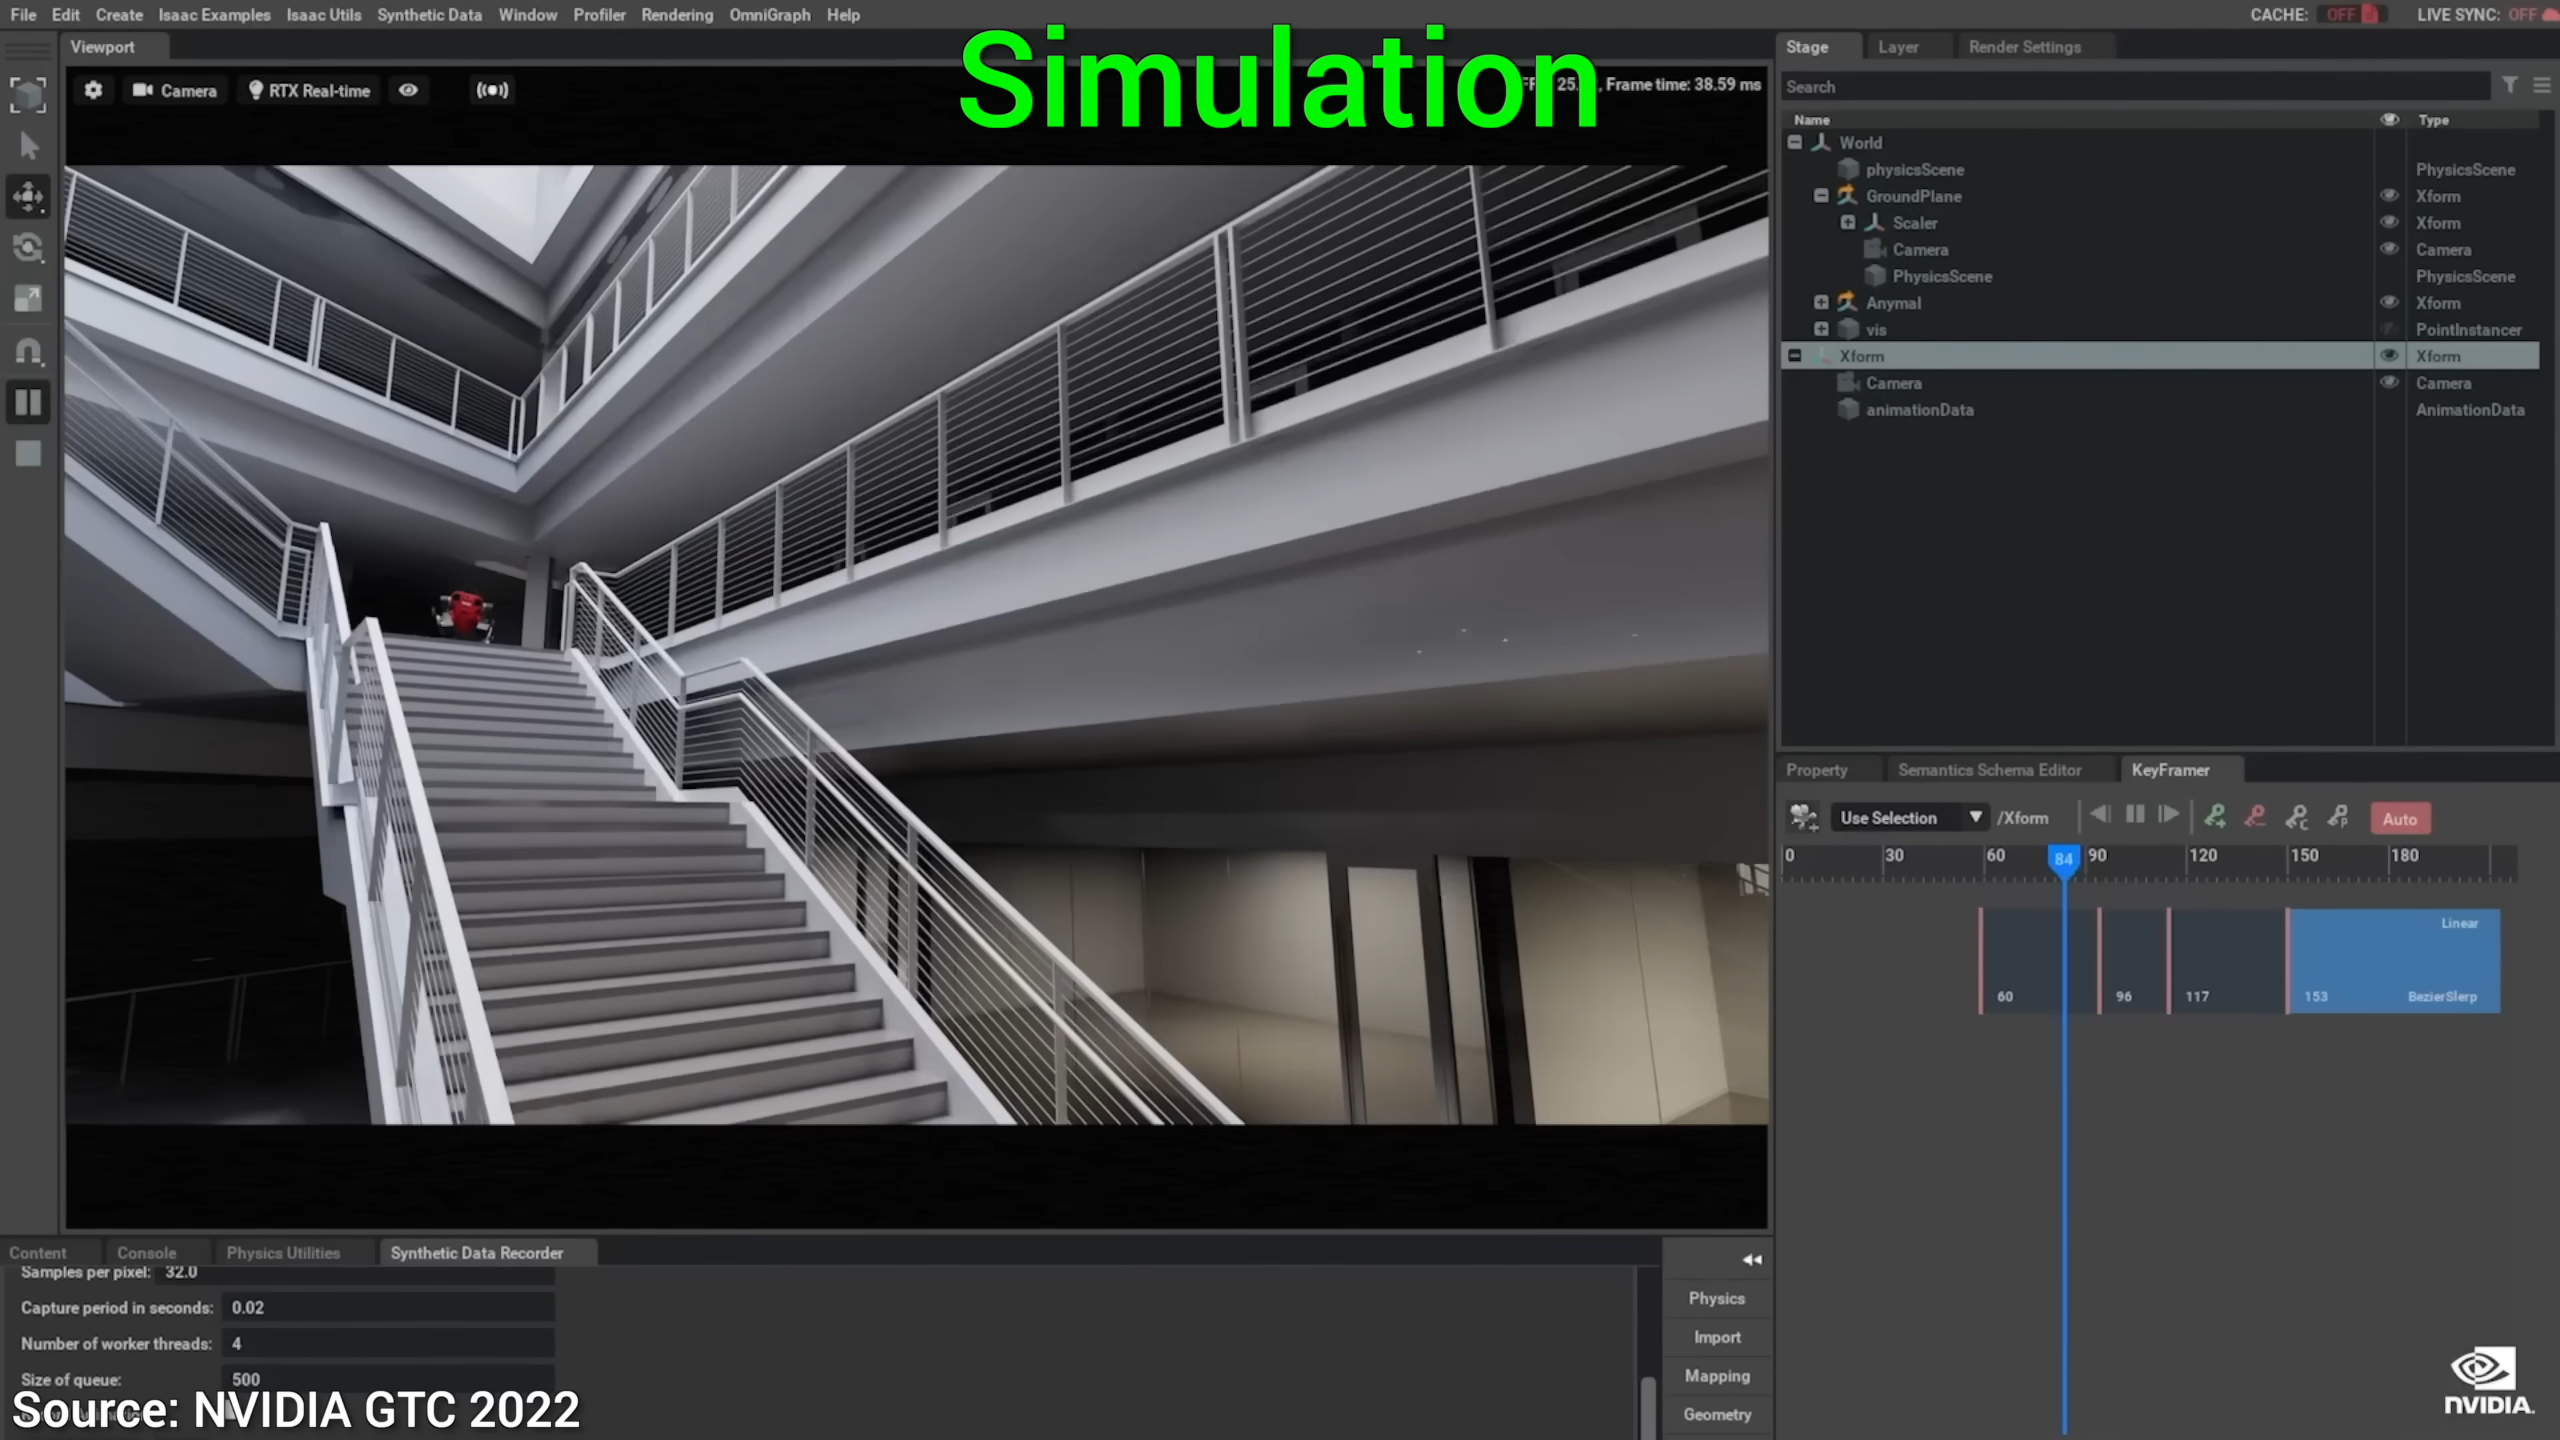 File Edit Create Isaac Examples Isaac Utils Synthetic Data Window Profiler Rendering OmniGraph Help
CACHE: OFF LIVE SYNC: OFF
Simulation
Viewport
Camera RTX Real-time
Frame time: 38.59 ms
Stage Layer Render Settings
Search
Name Type
World
physicsScene PhysicsScene
GroundPlane Xform
Scaler Xform
Camera Camera
PhysicsScene PhysicsScene
Anymal Xform
vis PointInstancer
Xform Xform
Camera Camera
animationData AnimationData
Property Semantics Schema Editor KeyFramer
Use Selection /Xform Auto
0 30 60 84 90 120 150 180
Linear
60 96 117 153 BezierSlerp
Content Console Physics Utilities Synthetic Data Recorder
Samples per pixel: 32.0
Capture period in seconds: 0.02
Number of worker threads: 4
Size of queue: 500
Physics
Import
Mapping
Geometry
Source: NVIDIA GTC 2022
NVIDIA.